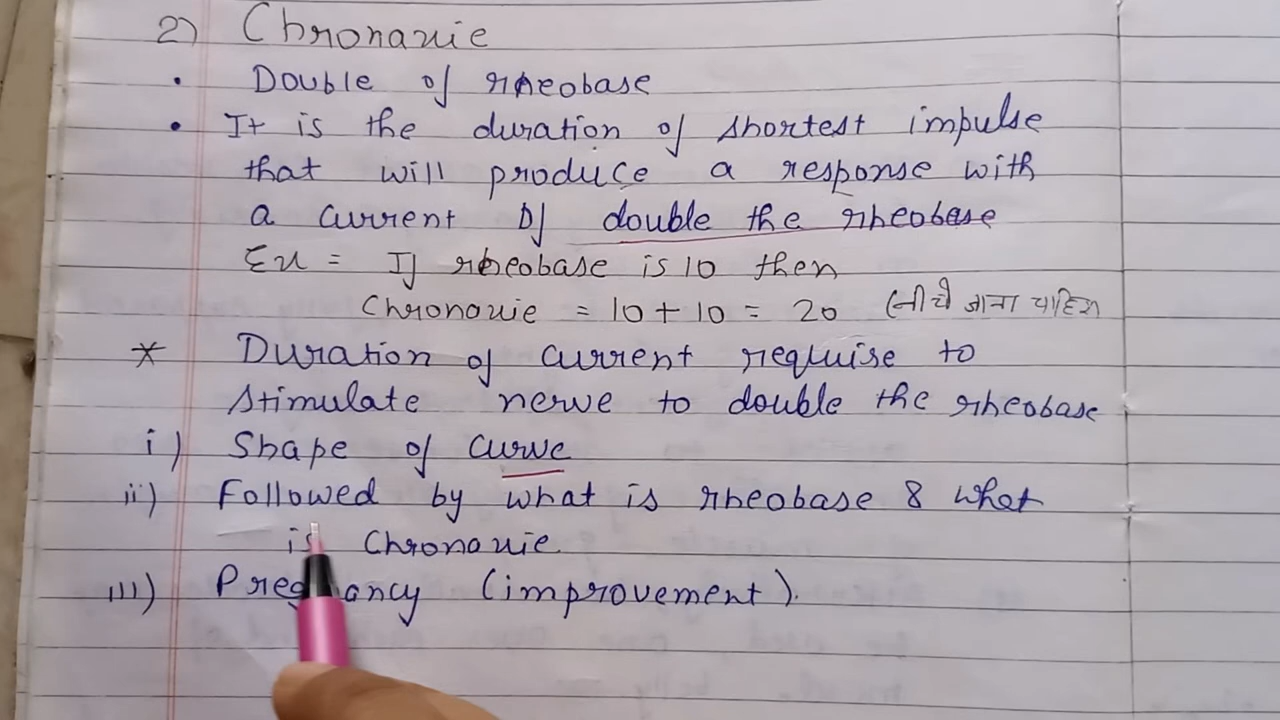 2) Chronaxie
• Double of rheobase
• It is the duration of shortest impulse
that will produce a response with
a current of double the rheobase
Ex = If rheobase is 10 then
Chronaxie = 10 + 10 = 20 (नीचे आना चाहिए
* Duration of current requise to
stimulate nerve to double the rheobase
i) Shape of curve
ii) Followed by what is rheobase & what
is Chronaxie
iii) Pregnancy (improvement).